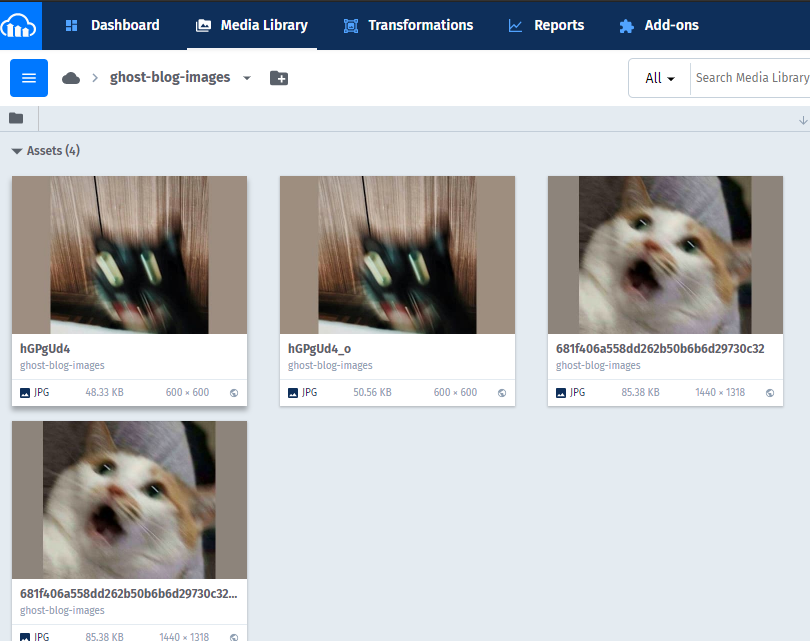 Dashboard Media Library Transformations Reports Add-ons
ghost-blog-images All Search Media Library
Assets (4)
hGPgUd4
ghost-blog-images
JPG 48.33 KB 600 × 600
hGPgUd4_o
ghost-blog-images
JPG 50.56 KB 600 × 600
681f406a558dd262b50b6b6d29730c32
ghost-blog-images
JPG 85.38 KB 1440 × 1318
681f406a558dd262b50b6b6d29730c32...
ghost-blog-images
JPG 85.38 KB 1440 × 1318